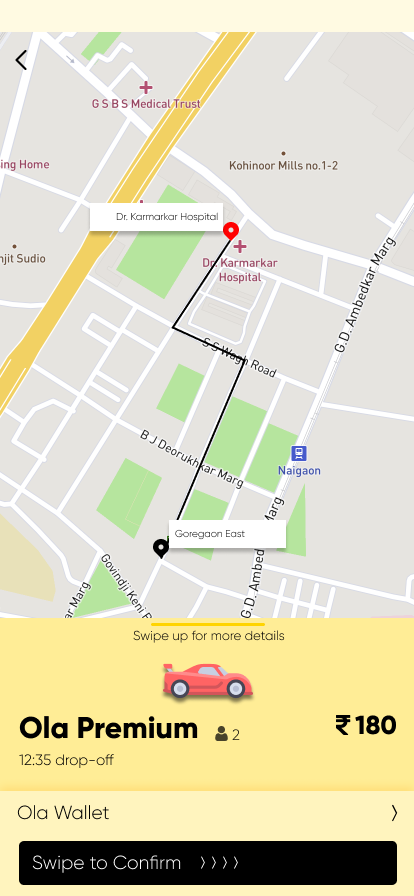 G S B S Medical Trust
ing Home
Kohinoor Mills no.1-2
Dr. Karmarkar Hospital
njit Sudio
Dr. Karmarkar
Hospital
G.D. Ambedkar Marg
S S Wagh Road
B J Deorukhkar Marg
Naigaon
Goregaon East
Govindji Keni R
ar Marg
G.D. Ambed
Marg
Swipe up for more details
Ola Premium
2
₹ 180
12:35 drop-off
Ola Wallet 〉
Swipe to Confirm 〉〉〉〉